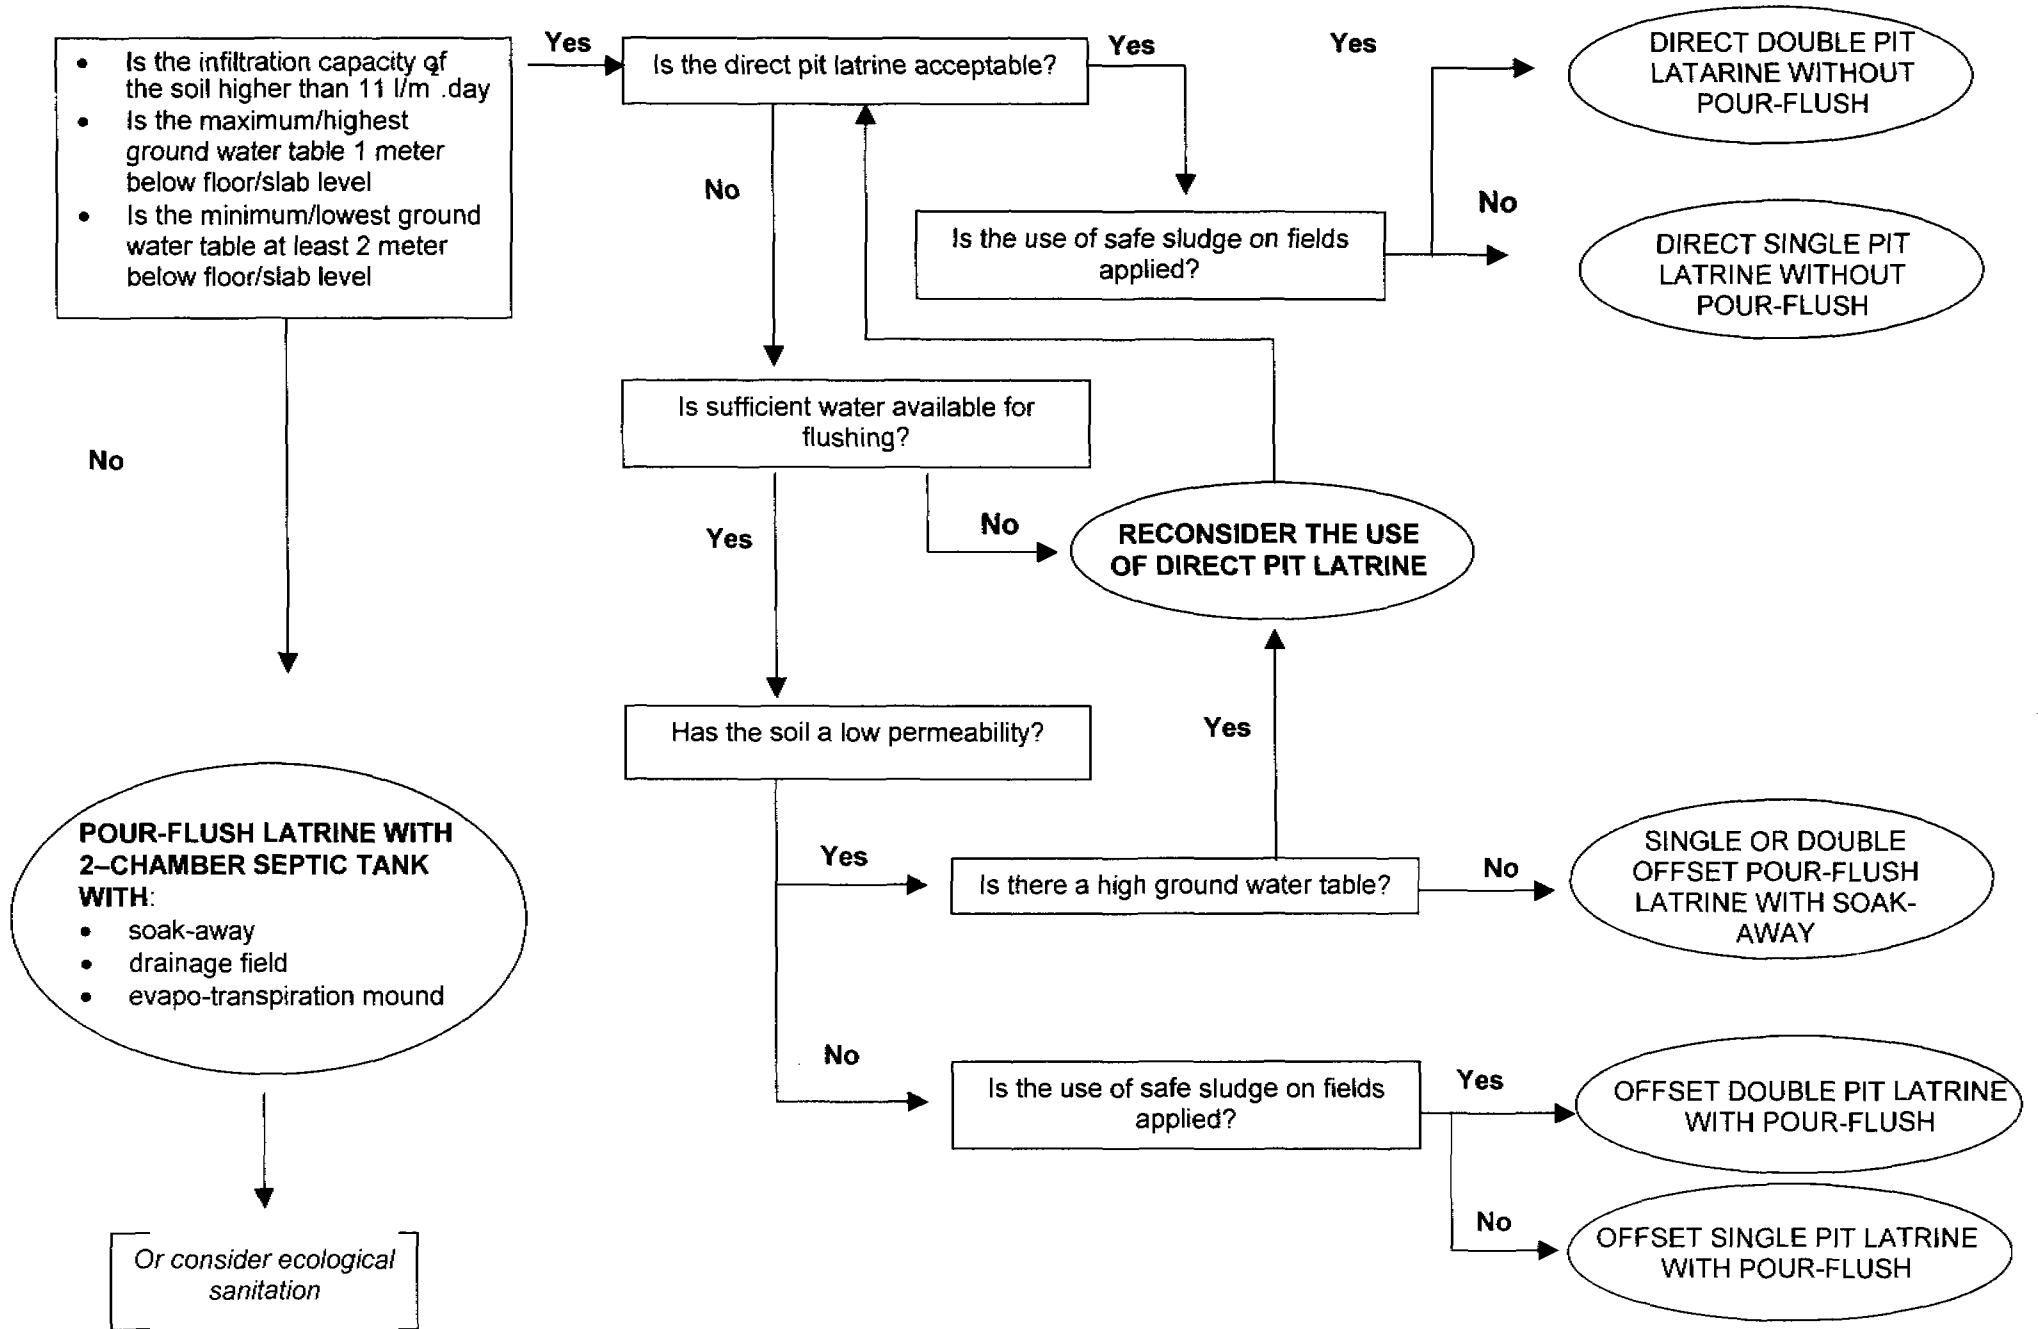 • Is the infiltration capacity of
the soil higher than 11 l/m2.day
• Is the maximum/highest
ground water table 1 meter
below floor/slab level
• Is the minimum/lowest ground
water table at least 2 meter
below floor/slab level
Yes
Is the direct pit latrine acceptable?
Yes
Yes
DIRECT DOUBLE PIT
LATARINE WITHOUT
POUR-FLUSH
No
Is the use of safe sludge on fields
applied?
No
DIRECT SINGLE PIT
LATRINE WITHOUT
POUR-FLUSH
Is sufficient water available for
flushing?
No
Yes
No
RECONSIDER THE USE
OF DIRECT PIT LATRINE
Has the soil a low permeability?
Yes
POUR-FLUSH LATRINE WITH
2–CHAMBER SEPTIC TANK
WITH:
• soak-away
• drainage field
• evapo-transpiration mound
Yes
Is there a high ground water table?
No
SINGLE OR DOUBLE
OFFSET POUR-FLUSH
LATRINE WITH SOAK-
AWAY
No
Is the use of safe sludge on fields
applied?
Yes
OFFSET DOUBLE PIT LATRINE
WITH POUR-FLUSH
No
OFFSET SINGLE PIT LATRINE
WITH POUR-FLUSH
Or consider ecological
sanitation